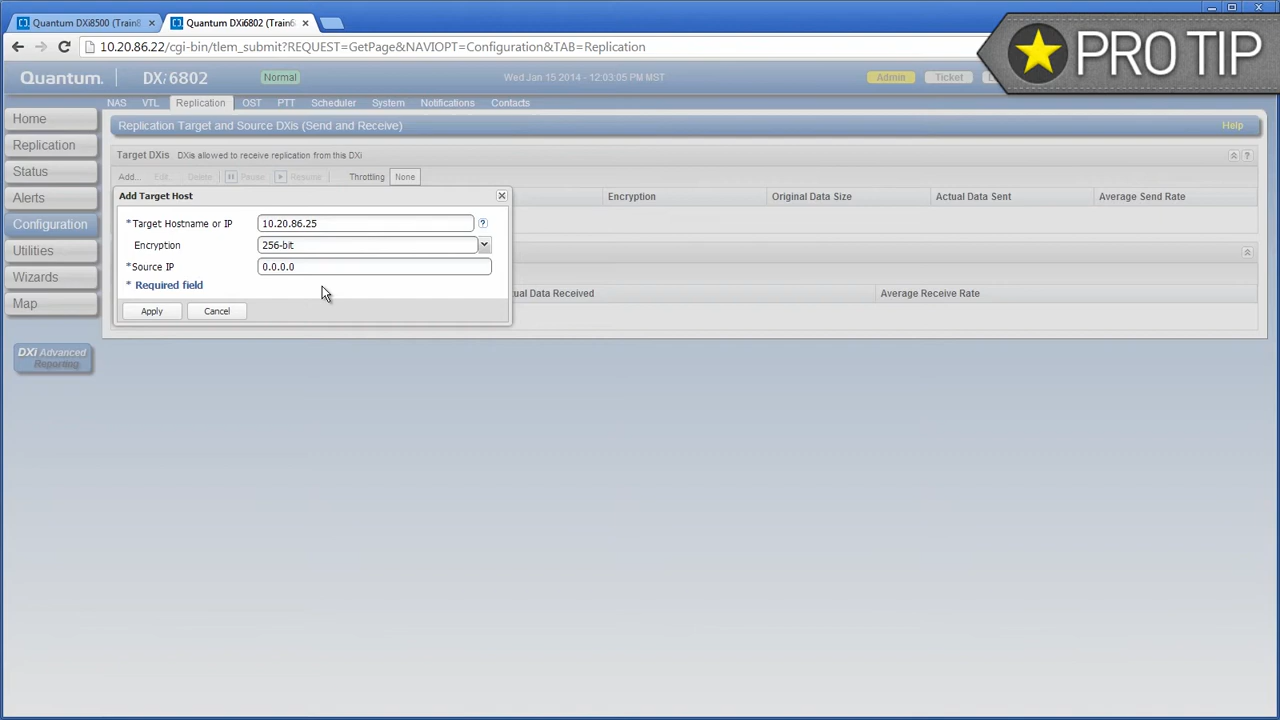 Quantum DXi8500 (Train8
Quantum DXi6802 (Train6
10.20.86.22/cgi-bin/tlem_submit?REQUEST=GetPage&NAVIOPT=Configuration&TAB=Replication
PRO TIP
Quantum. DXi6802 Normal Wed Jan 15 2014 - 12:03:05 PM MST Admin Ticket
NAS VTL Replication OST PTT Scheduler System Notifications Contacts
Home
Replication
Status
Alerts
Configuration
Utilities
Wizards
Map
DXi Advanced
Reporting
Replication Target and Source DXis (Send and Receive) Help
Target DXis DXis allowed to receive replication from this DXi
Add... Edit... Delete Pause Resume Throttling None
Encryption Original Data Size Actual Data Sent Average Send Rate
Add Target Host
*Target Hostname or IP 10.20.86.25
Encryption 256-bit
*Source IP 0.0.0.0
* Required field
Apply Cancel
ual Data Received Average Receive Rate